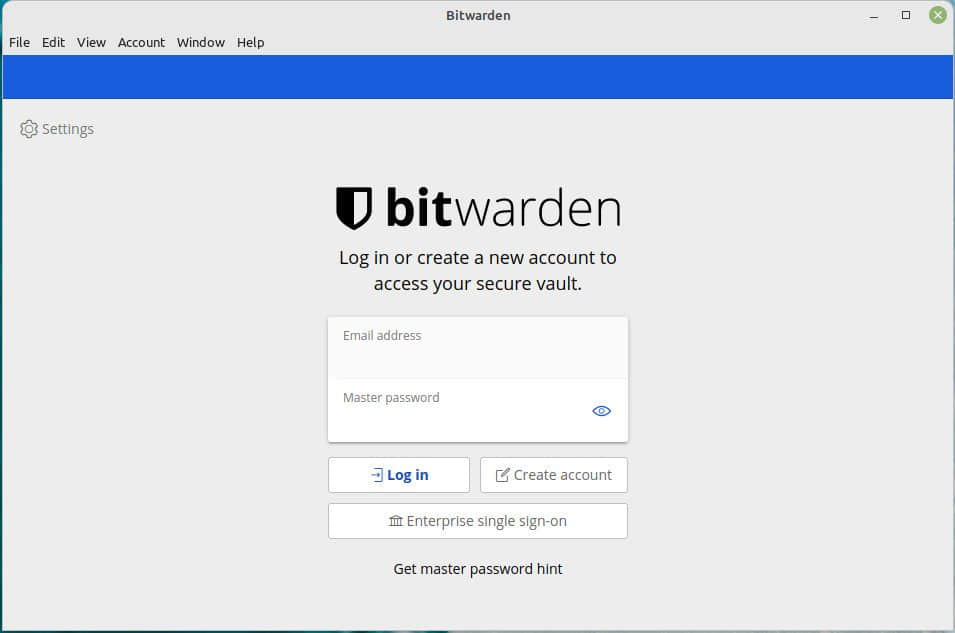 Bitwarden
File Edit View Account Window Help
Settings
bitwarden
Log in or create a new account to
access your secure vault.
Email address
Master password
Log in Create account
Enterprise single sign-on
Get master password hint